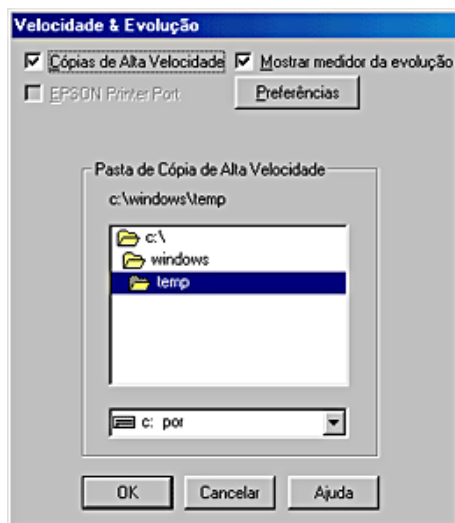 Velocidade & Evolução
Cópias de Alta Velocidade Mostrar medidor da evolução
EPSON Printer Port Preferências
Pasta de Cópia de Alta Velocidade
c:\windows\temp
c:\
windows
temp
c: por
OK Cancelar Ajuda